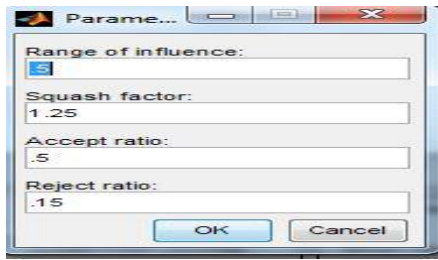 Parame...
Range of influence:
.5
Squash factor:
1.25
Accept ratio:
.5
Reject ratio:
.15
OK Cancel